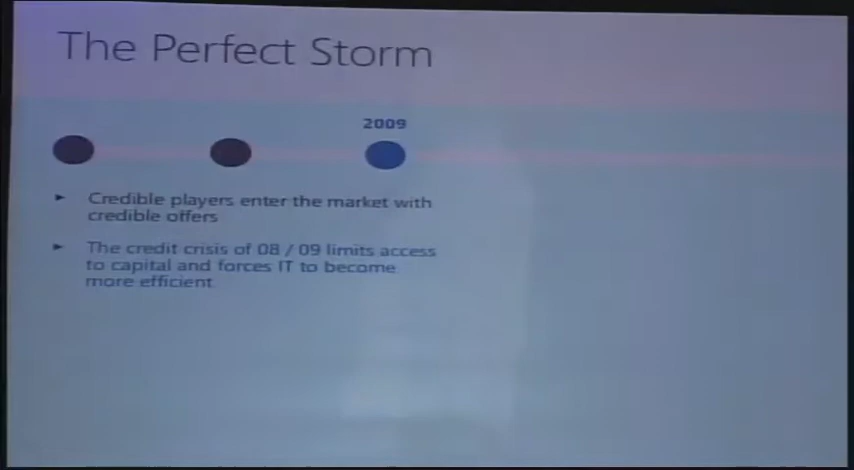 The Perfect Storm
2009
► Credible players enter the market with
credible offers
► The credit crisis of 08 / 09 limits access
to capital and forces IT to become
more efficient